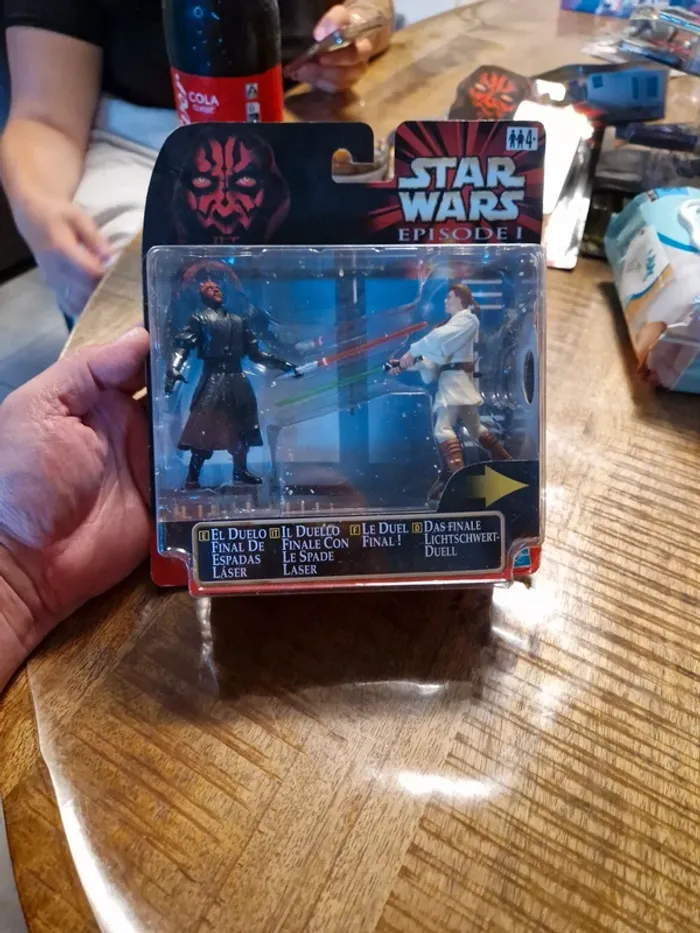 COLA
CLASSIC
4+
STAR
WARS
EPISODE I
E EL DUELO
FINAL DE
ESPADAS
LÁSER
IT IL DUELLO
FINALE CON
LE SPADE
LASER
F LE DUEL
FINAL !
D DAS FINALE
LICHTSCHWERT-
DUELL